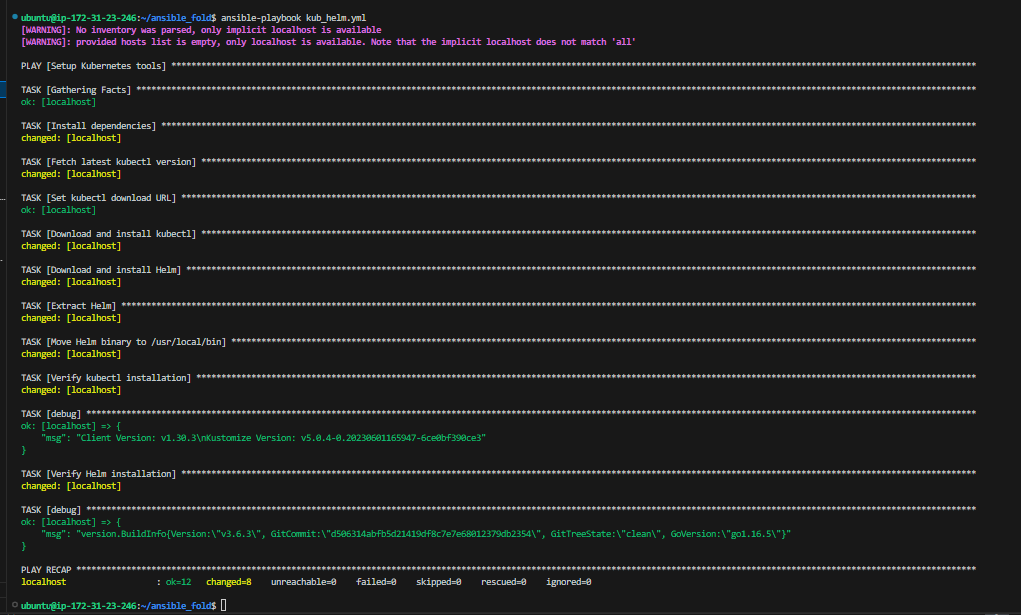 ubuntu@ip-172-31-23-246:~/ansible_fold$ ansible-playbook kub_helm.yml
[WARNING]: No inventory was parsed, only implicit localhost is available
[WARNING]: provided hosts list is empty, only localhost is available. Note that the implicit localhost does not match 'all'
PLAY [Setup Kubernetes tools] ****************************************************************************************************************************************************************
TASK [Gathering Facts] ***********************************************************************************************************************************************************************
ok: [localhost]
TASK [Install dependencies] ******************************************************************************************************************************************************************
changed: [localhost]
TASK [Fetch latest kubectl version] **********************************************************************************************************************************************************
changed: [localhost]
TASK [Set kubectl download URL] **************************************************************************************************************************************************************
ok: [localhost]
TASK [Download and install kubectl] **********************************************************************************************************************************************************
changed: [localhost]
TASK [Download and install Helm] *************************************************************************************************************************************************************
changed: [localhost]
TASK [Extract Helm] **************************************************************************************************************************************************************************
changed: [localhost]
TASK [Move Helm binary to /usr/local/bin] ****************************************************************************************************************************************************
changed: [localhost]
TASK [Verify kubectl installation] ***********************************************************************************************************************************************************
changed: [localhost]
TASK [debug] *********************************************************************************************************************************************************************************
ok: [localhost] => {
    "msg": "Client Version: v1.30.3\nKustomize Version: v5.0.4-0.20230601165947-6ce0bf390ce3"
}
TASK [Verify Helm installation] **************************************************************************************************************************************************************
changed: [localhost]
TASK [debug] *********************************************************************************************************************************************************************************
ok: [localhost] => {
    "msg": "version.BuildInfo{Version:\"v3.6.3\", GitCommit:\"d506314abfb5d21419df8c7e7e68012379db2354\", GitTreeState:\"clean\", GoVersion:\"go1.16.5\"}"
}
PLAY RECAP ***********************************************************************************************************************************************************************************
localhost                  : ok=12   changed=8    unreachable=0    failed=0    skipped=0    rescued=0    ignored=0
ubuntu@ip-172-31-23-246:~/ansible_fold$